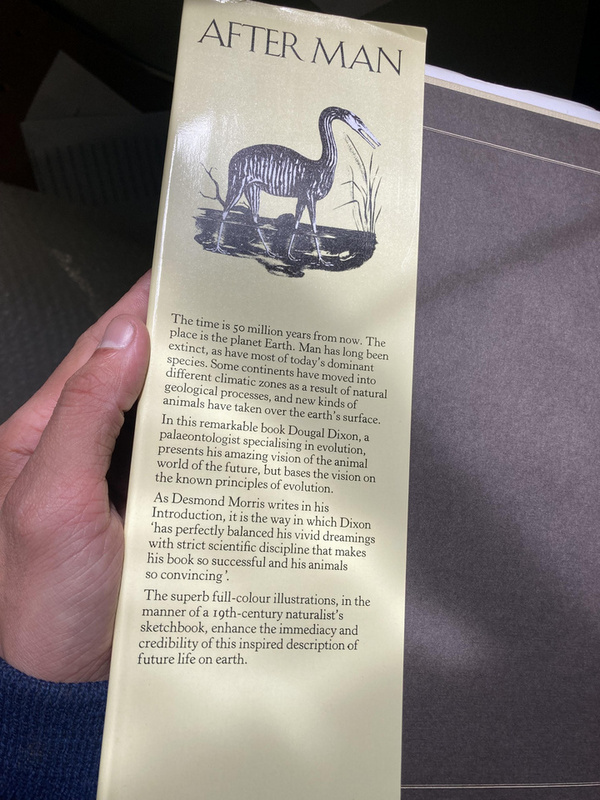 AFTER MAN
The time is 50 million years from now. The
place is the planet Earth. Man has long been
extinct, as have most of today's dominant
species. Some continents have moved into
different climatic zones as a result of natural
geological processes, and new kinds of
animals have taken over the earth's surface.
In this remarkable book Dougal Dixon, a
palaeontologist specialising in evolution,
presents his amazing vision of the animal
world of the future, but bases the vision on
the known principles of evolution.
As Desmond Morris writes in his
Introduction, it is the way in which Dixon
'has perfectly balanced his vivid dreamings
with strict scientific discipline that makes
his book so successful and his animals
so convincing'.
The superb full-colour illustrations, in the
manner of a 19th-century naturalist's
sketchbook, enhance the immediacy and
credibility of this inspired description of
future life on earth.